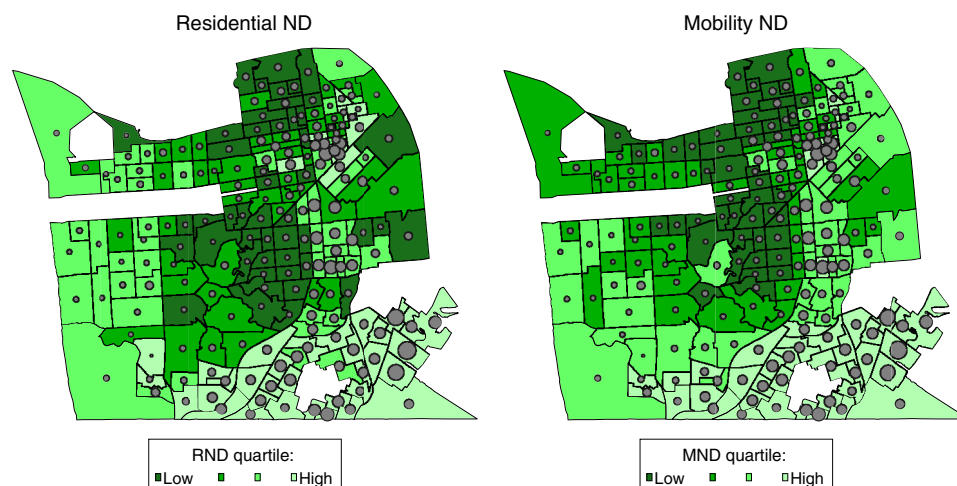 Residential ND
Mobility ND
RND quartile:
Low High
MND quartile:
Low High